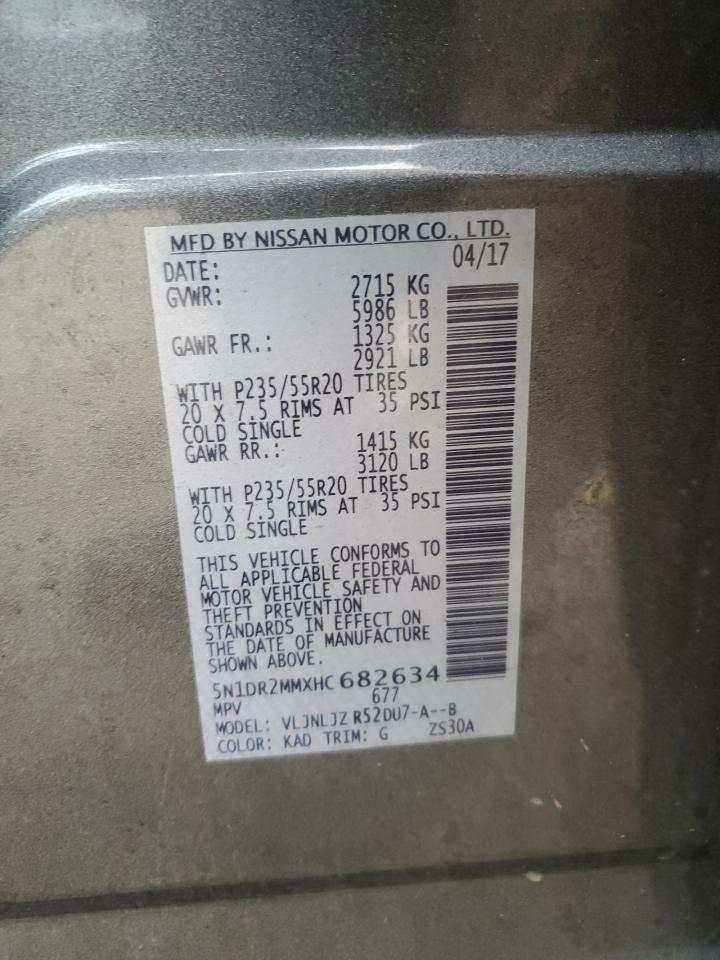 MFD BY NISSAN MOTOR CO., LTD.
DATE: 04/17
GVWR: 2715 KG
5986 LB
GAWR FR.: 1325 KG
2921 LB
WITH P235/55R20 TIRES
20 X 7.5 RIMS AT 35 PSI
COLD SINGLE
GAWR RR.: 1415 KG
3120 LB
WITH P235/55R20 TIRES
20 X 7.5 RIMS AT 35 PSI
COLD SINGLE
THIS VEHICLE CONFORMS TO
ALL APPLICABLE FEDERAL
MOTOR VEHICLE SAFETY AND
THEFT PREVENTION
STANDARDS IN EFFECT ON
THE DATE OF MANUFACTURE
SHOWN ABOVE.
5N1DR2MMXHC 682634
MPV 677
MODEL: VLJNLJZ R52DU7-A--B
COLOR: KAD TRIM: G ZS30A